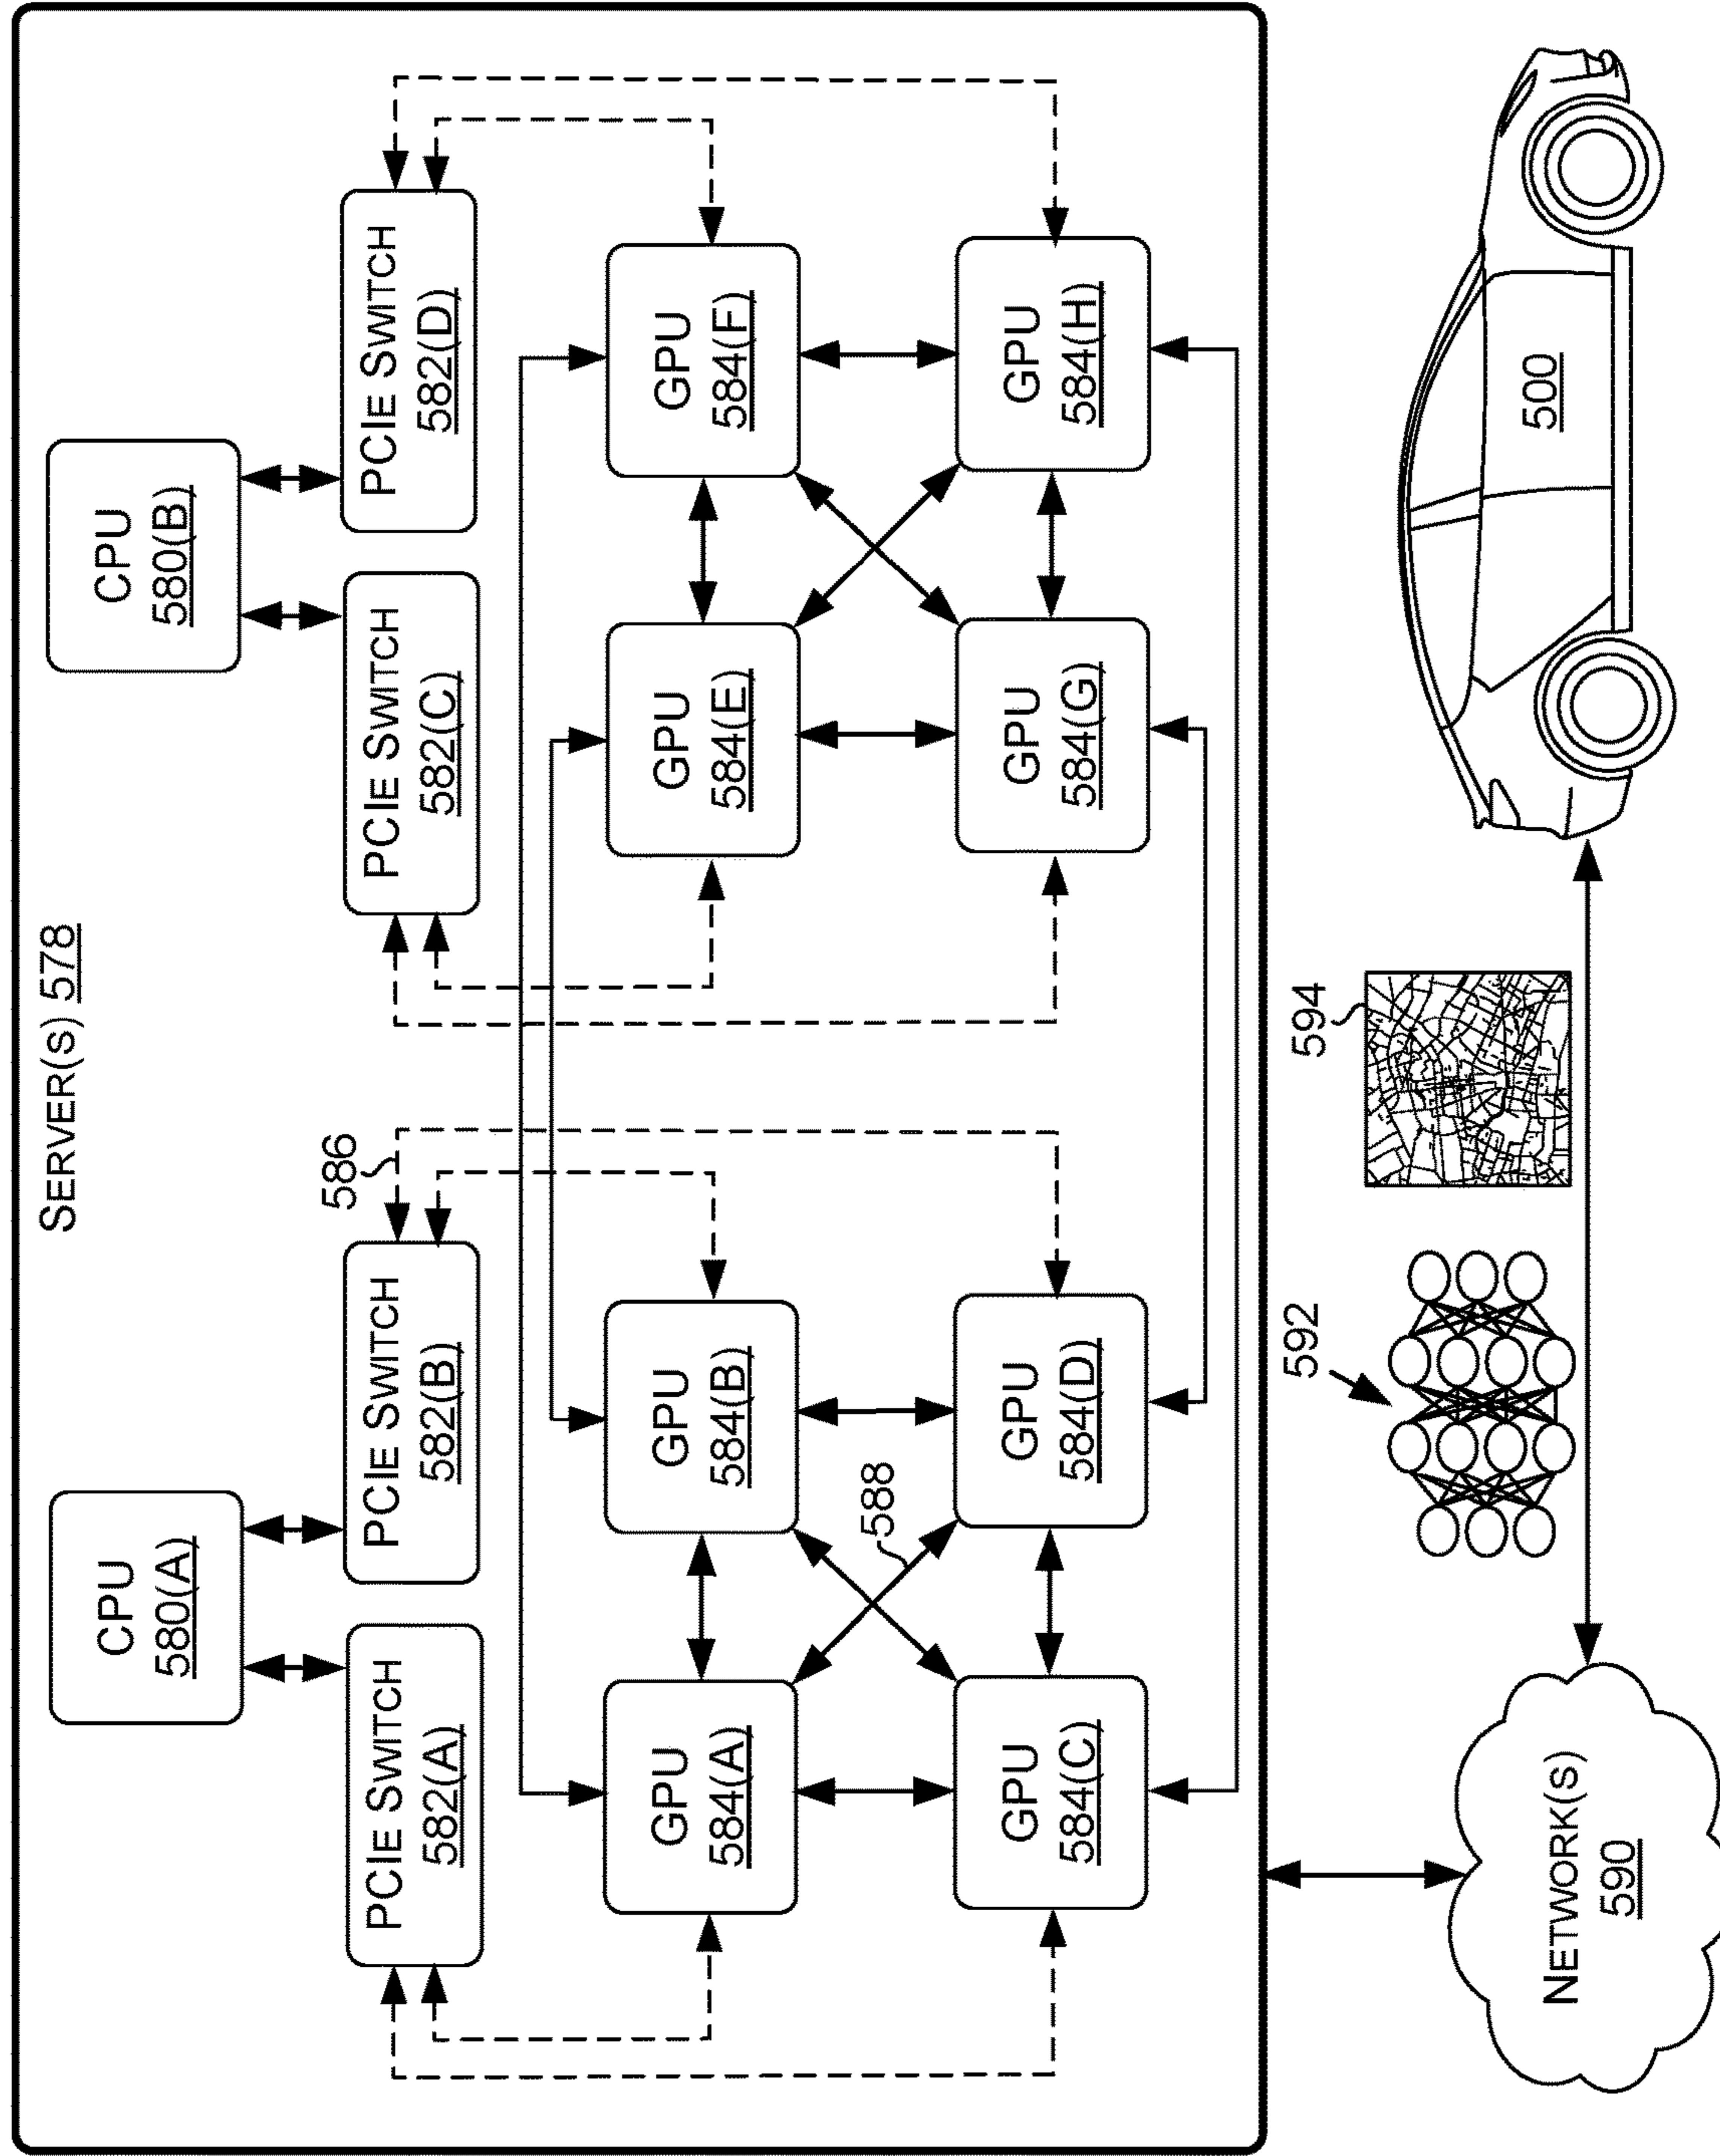 SERVER(S) 578
CPU
580(A)
CPU
580(B)
PCIE SWITCH
582(A)
PCIE SWITCH
582(B)
586
PCIE SWITCH
582(C)
PCIE SWITCH
582(D)
GPU
584(A)
GPU
584(B)
GPU
584(E)
GPU
584(F)
588
GPU
584(C)
GPU
584(D)
GPU
584(G)
GPU
584(H)
592
594
NETWORK(S)
590
500